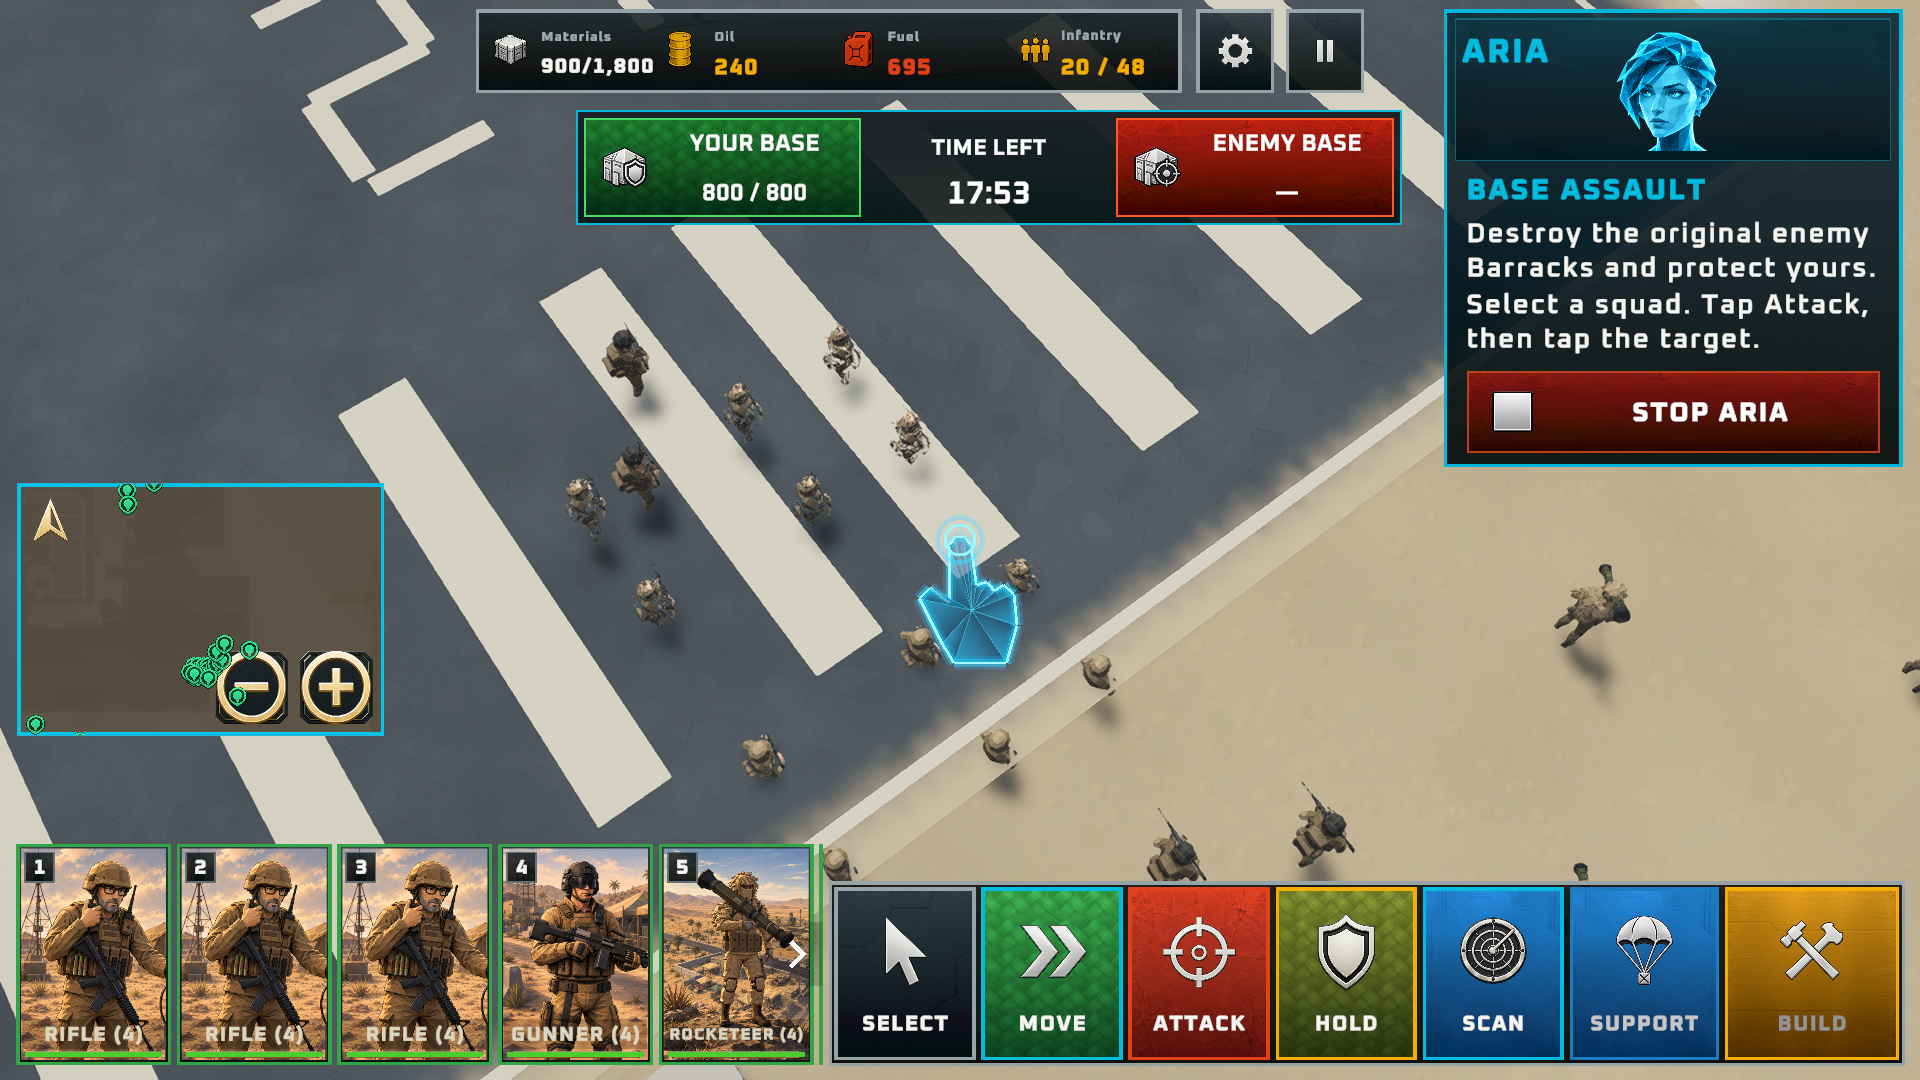 Materials
900/1,800
Oil
240
Fuel
695
Infantry
20 / 48
YOUR BASE
800 / 800
TIME LEFT
17:53
ENEMY BASE
—
ARIA
BASE ASSAULT
Destroy the original enemy
Barracks and protect yours.
Select a squad. Tap Attack,
then tap the target.
STOP ARIA
1
RIFLE (4)
2
RIFLE (4)
3
RIFLE (4)
4
GUNNER (4)
5
ROCKETEER (4)
SELECT
MOVE
ATTACK
HOLD
SCAN
SUPPORT
BUILD